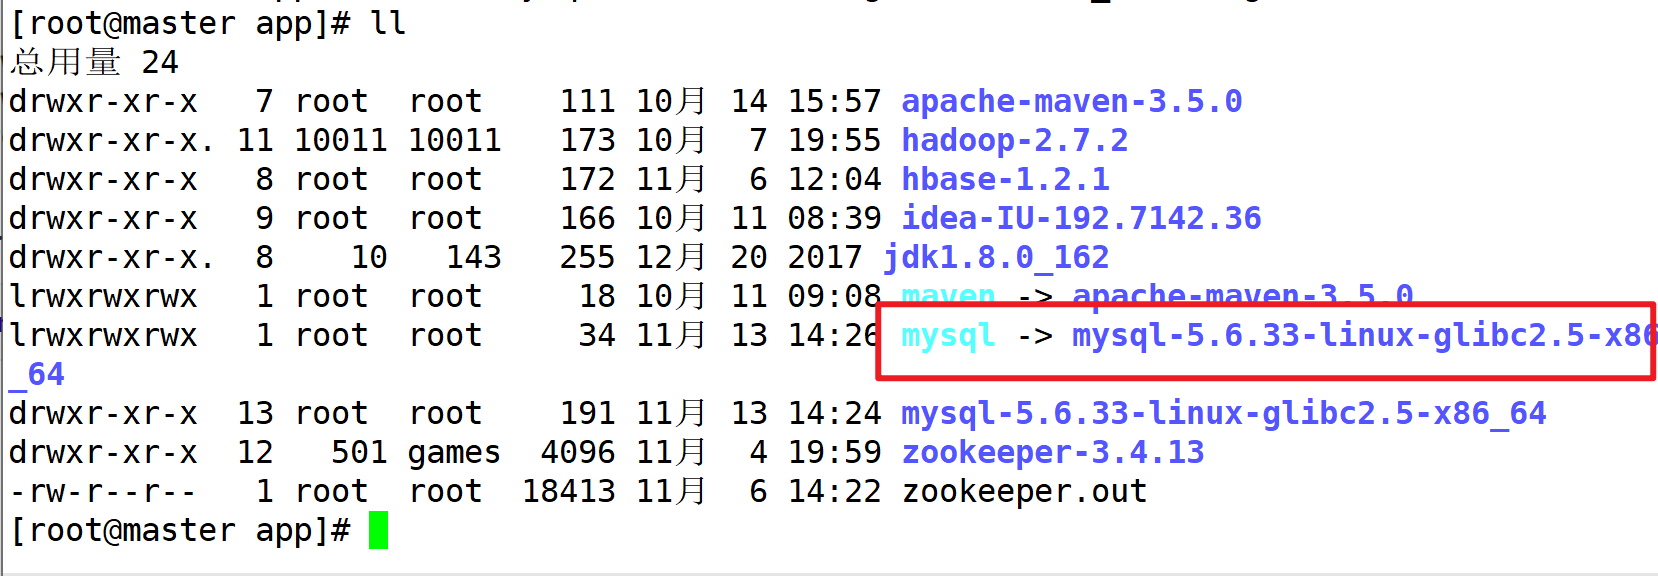 [root@master app]# ll
总用量 24
drwxr-xr-x   7 root  root    111 10月 14 15:57 apache-maven-3.5.0
drwxr-xr-x. 11 10011 10011   173 10月  7 19:55 hadoop-2.7.2
drwxr-xr-x   8 root  root    172 11月  6 12:04 hbase-1.2.1
drwxr-xr-x   9 root  root    166 10月 11 08:39 idea-IU-192.7142.36
drwxr-xr-x.  8    10   143   255 12月 20 2017 jdk1.8.0_162
lrwxrwxrwx   1 root  root     18 10月 11 09:08 maven -> apache-maven-3.5.0
lrwxrwxrwx   1 root  root     34 11月 13 14:26 mysql -> mysql-5.6.33-linux-glibc2.5-x86
_64
drwxr-xr-x  13 root  root    191 11月 13 14:24 mysql-5.6.33-linux-glibc2.5-x86_64
drwxr-xr-x  12   501 games  4096 11月  4 19:59 zookeeper-3.4.13
-rw-r--r--   1 root  root  18413 11月  6 14:22 zookeeper.out
[root@master app]#